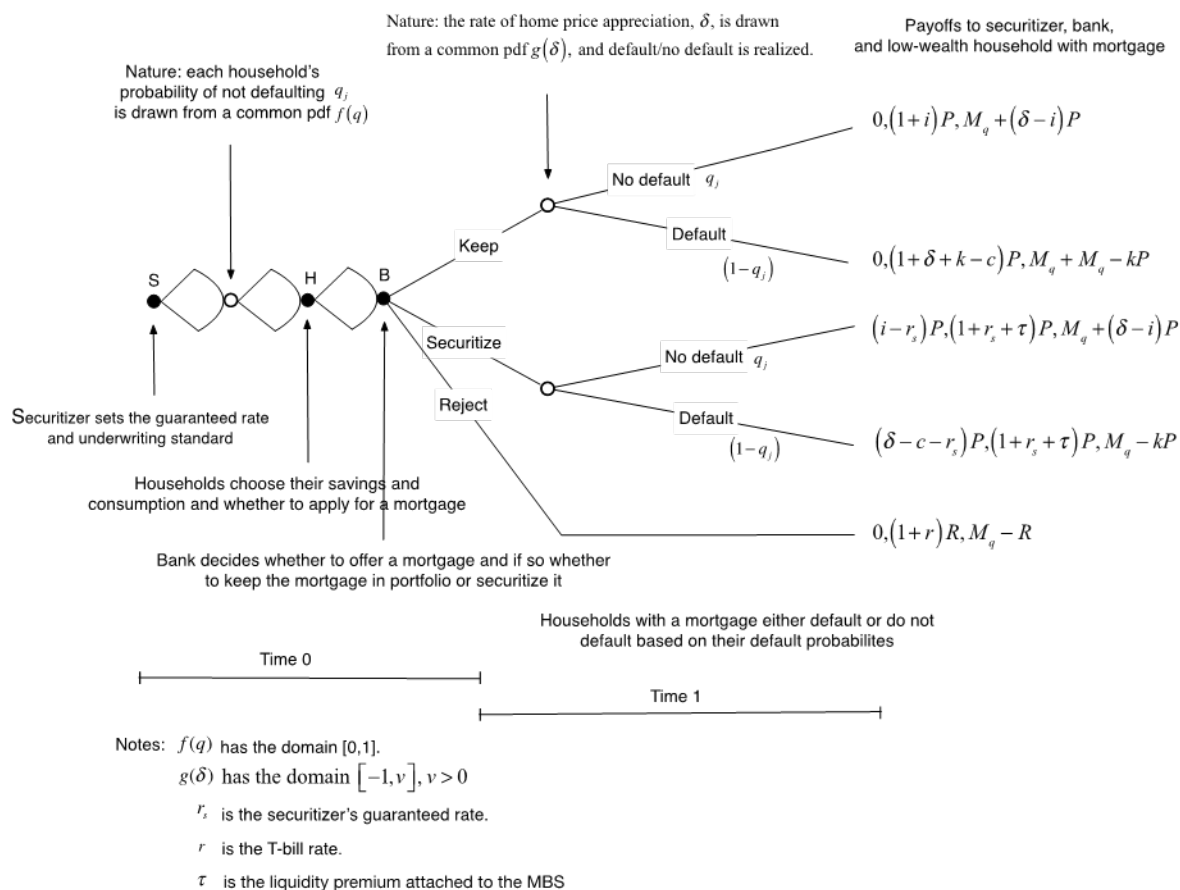 Nature: the rate of home price appreciation, δ, is drawn
from a common pdf g(δ), and default/no default is realized.
Payoffs to securitizer, bank,
and low-wealth household with mortgage
Nature: each household's
probability of not defaulting q_j
is drawn from a common pdf f(q)
0,(1+i)P, M_q+(δ−i)P
No default q_j
Keep
Default
(1−q_j)
0,(1+δ+k−c)P, M_q+M_q−kP
S
H
B
Securitize
No default q_j
(i−r_s)P,(1+r_s+τ)P, M_q+(δ−i)P
Reject
Default
(1−q_j)
(δ−c−r_s)P,(1+r_s+τ)P, M_q−kP
Securitizer sets the guaranteed rate
and underwriting standard
Households choose their savings and
consumption and whether to apply for a mortgage
0,(1+r)R, M_q−R
Bank decides whether to offer a mortgage and if so whether
to keep the mortgage in portfolio or securitize it
Households with a mortgage either default or do not
default based on their default probabilites
Time 0
Time 1
Notes: f(q) has the domain [0,1].
g(δ) has the domain [−1,v], v>0
r_s is the securitizer's guaranteed rate.
r is the T-bill rate.
τ is the liquidity premium attached to the MBS